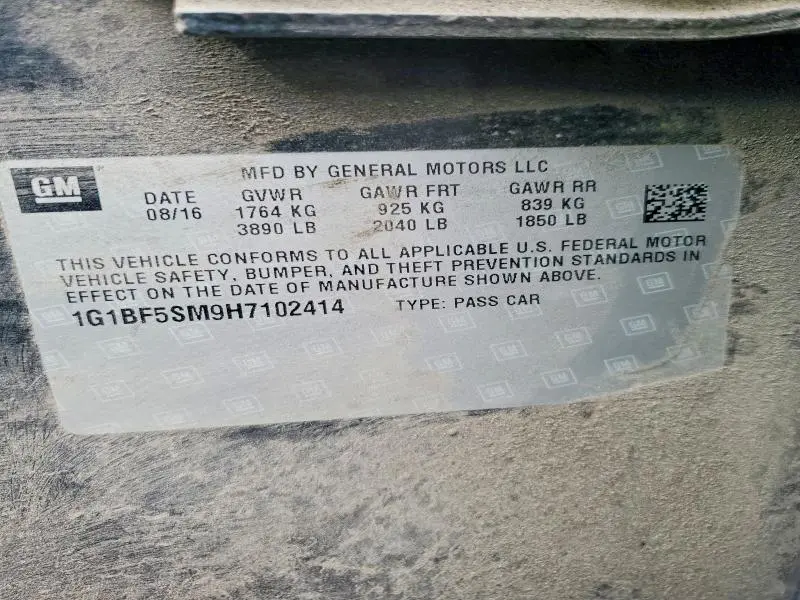 GM
MFD BY GENERAL MOTORS LLC
DATE GVWR GAWR FRT GAWR RR
08/16 1764 KG 925 KG 839 KG
3890 LB 2040 LB 1850 LB
THIS VEHICLE CONFORMS TO ALL APPLICABLE U.S. FEDERAL MOTOR
VEHICLE SAFETY, BUMPER, AND THEFT PREVENTION STANDARDS IN
EFFECT ON THE DATE OF MANUFACTURE SHOWN ABOVE.
1G1BF5SM9H7102414 TYPE: PASS CAR